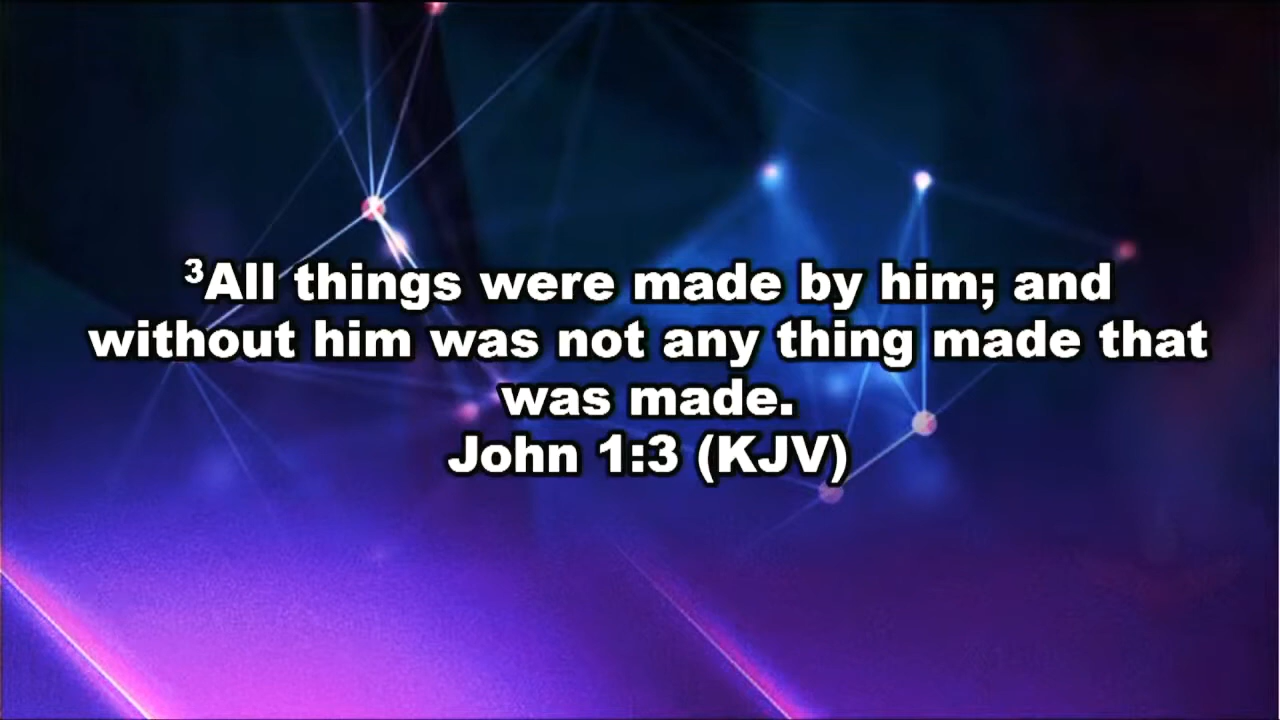 ³All things were made by him; and
without him was not any thing made that
was made.
John 1:3 (KJV)